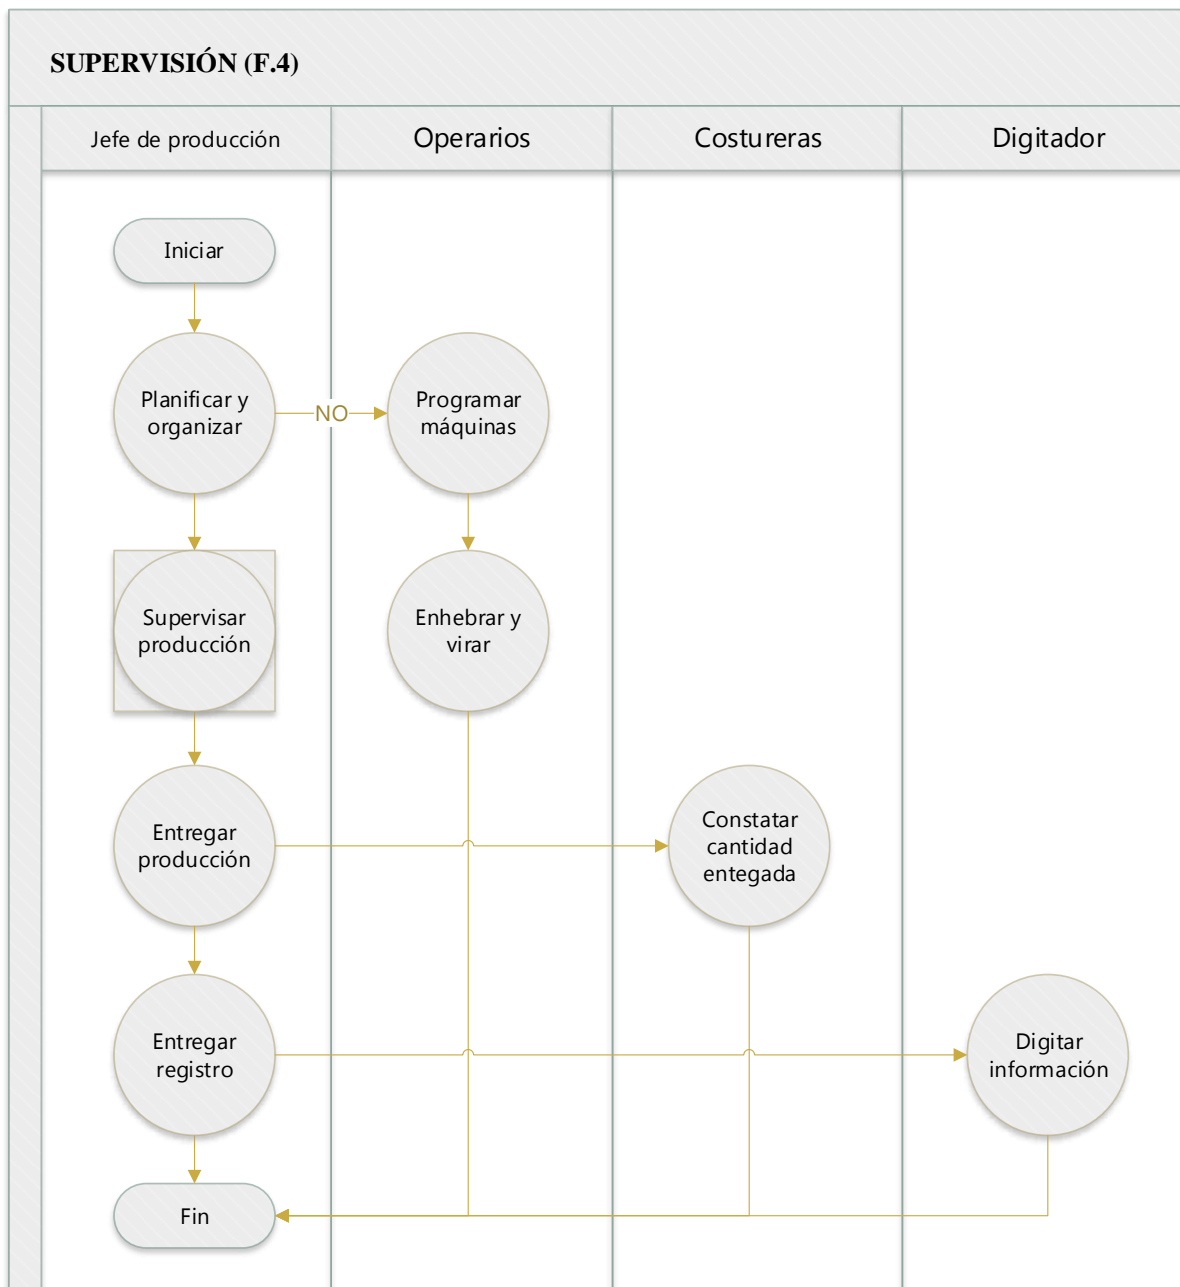 SUPERVISIÓN (F.4)
Jefe de producción
Operarios
Costureras
Digitador
Iniciar
Planificar y
organizar
NO
Programar
máquinas
Supervisar
producción
Enhebrar y
virar
Entregar
producción
Constatar
cantidad
entegada
Entregar
registro
Digitar
información
Fin